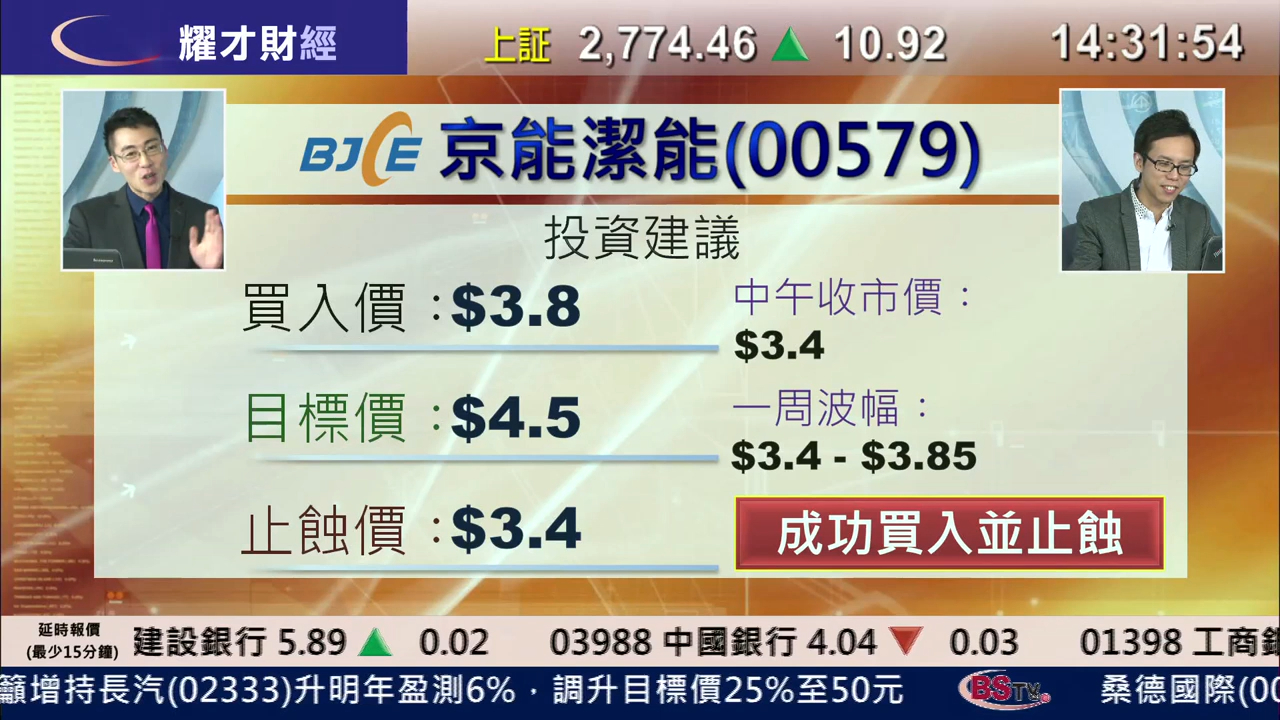 耀才財經
上証 2,774.46 ▲ 10.92 14:31:54
BJCE 京能潔能(00579)
投資建議
買入價：$3.8
中午收市價：
$3.4
目標價：$4.5
一周波幅：
$3.4 - $3.85
止蝕價：$3.4
成功買入並止蝕
延時報價
(最少15分鐘)
建設銀行 5.89 ▲ 0.02 03988 中國銀行 4.04 ▼ 0.03 01398 工商銀
籲增持長汽(02333)升明年盈測6%，調升目標價25%至50元 BSTV 桑德國際(00